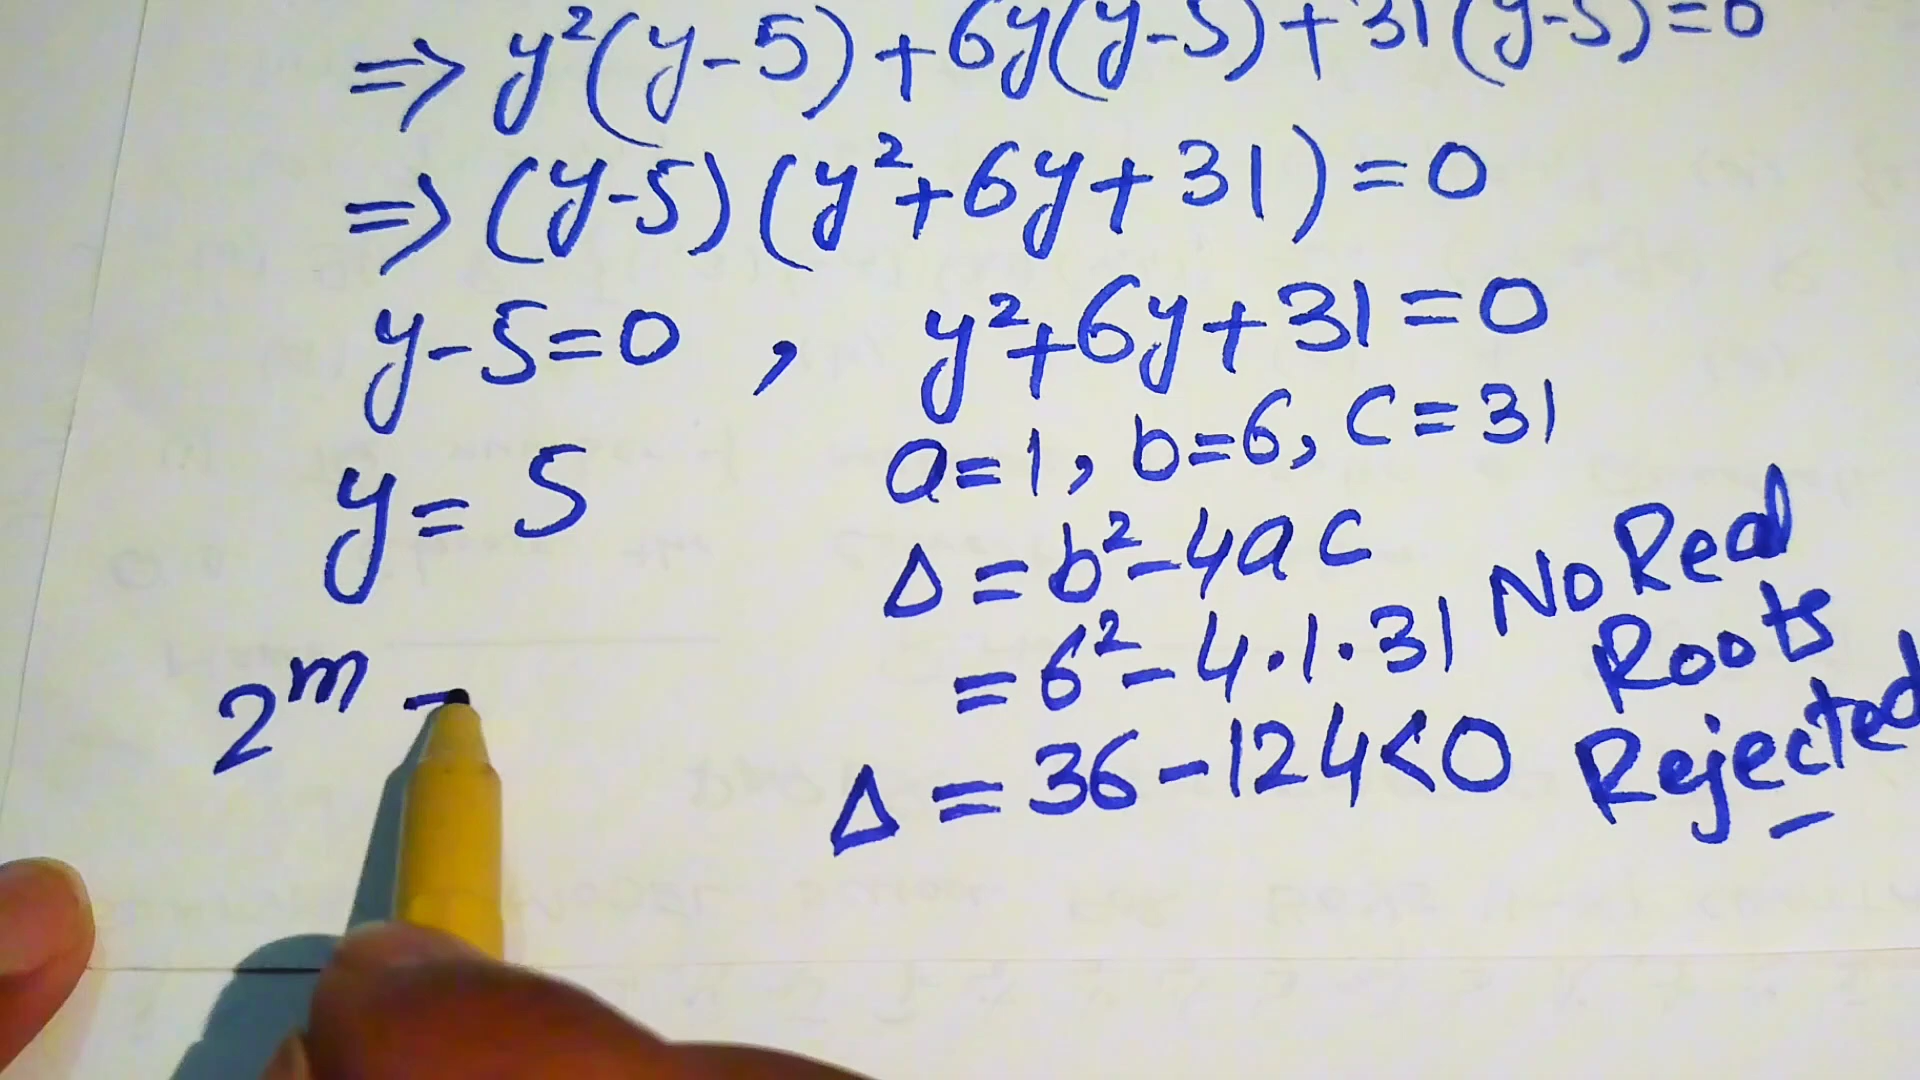 ⇒ y²(y-5)+6y(y-5)+31(y-5)=0
⇒ (y-5)(y²+6y+31)=0
y-5=0 , y²+6y+31=0
a=1, b=6, c=31
y=5
Δ=b²-4ac
=6²-4·1·31
Δ=36-124<0
No Real
Roots
Rejected
2ᵐ -